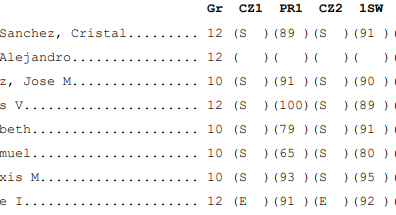 Gr CZ1 PR1 CZ2 1SW
Sanchez, Cristal......... 12 (S )(89 )(S )(91 )(
Alejandro................ 12 ( )( )( )( )(
z, Jose M................ 10 (S )(91 )(S )(90 )(
s V...................... 12 (S )(100)(S )(89 )(
beth..................... 10 (S )(79 )(S )(91 )(
muel..................... 10 (S )(65 )(S )(80 )(
xis M.................... 10 (S )(93 )(S )(95 )(
e I...................... 12 (E )(91 )(E )(92 )(